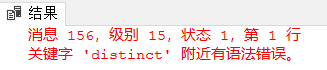 结果
消息 156，级别 15，状态 1，第 1 行
关键字 'distinct' 附近有语法错误。